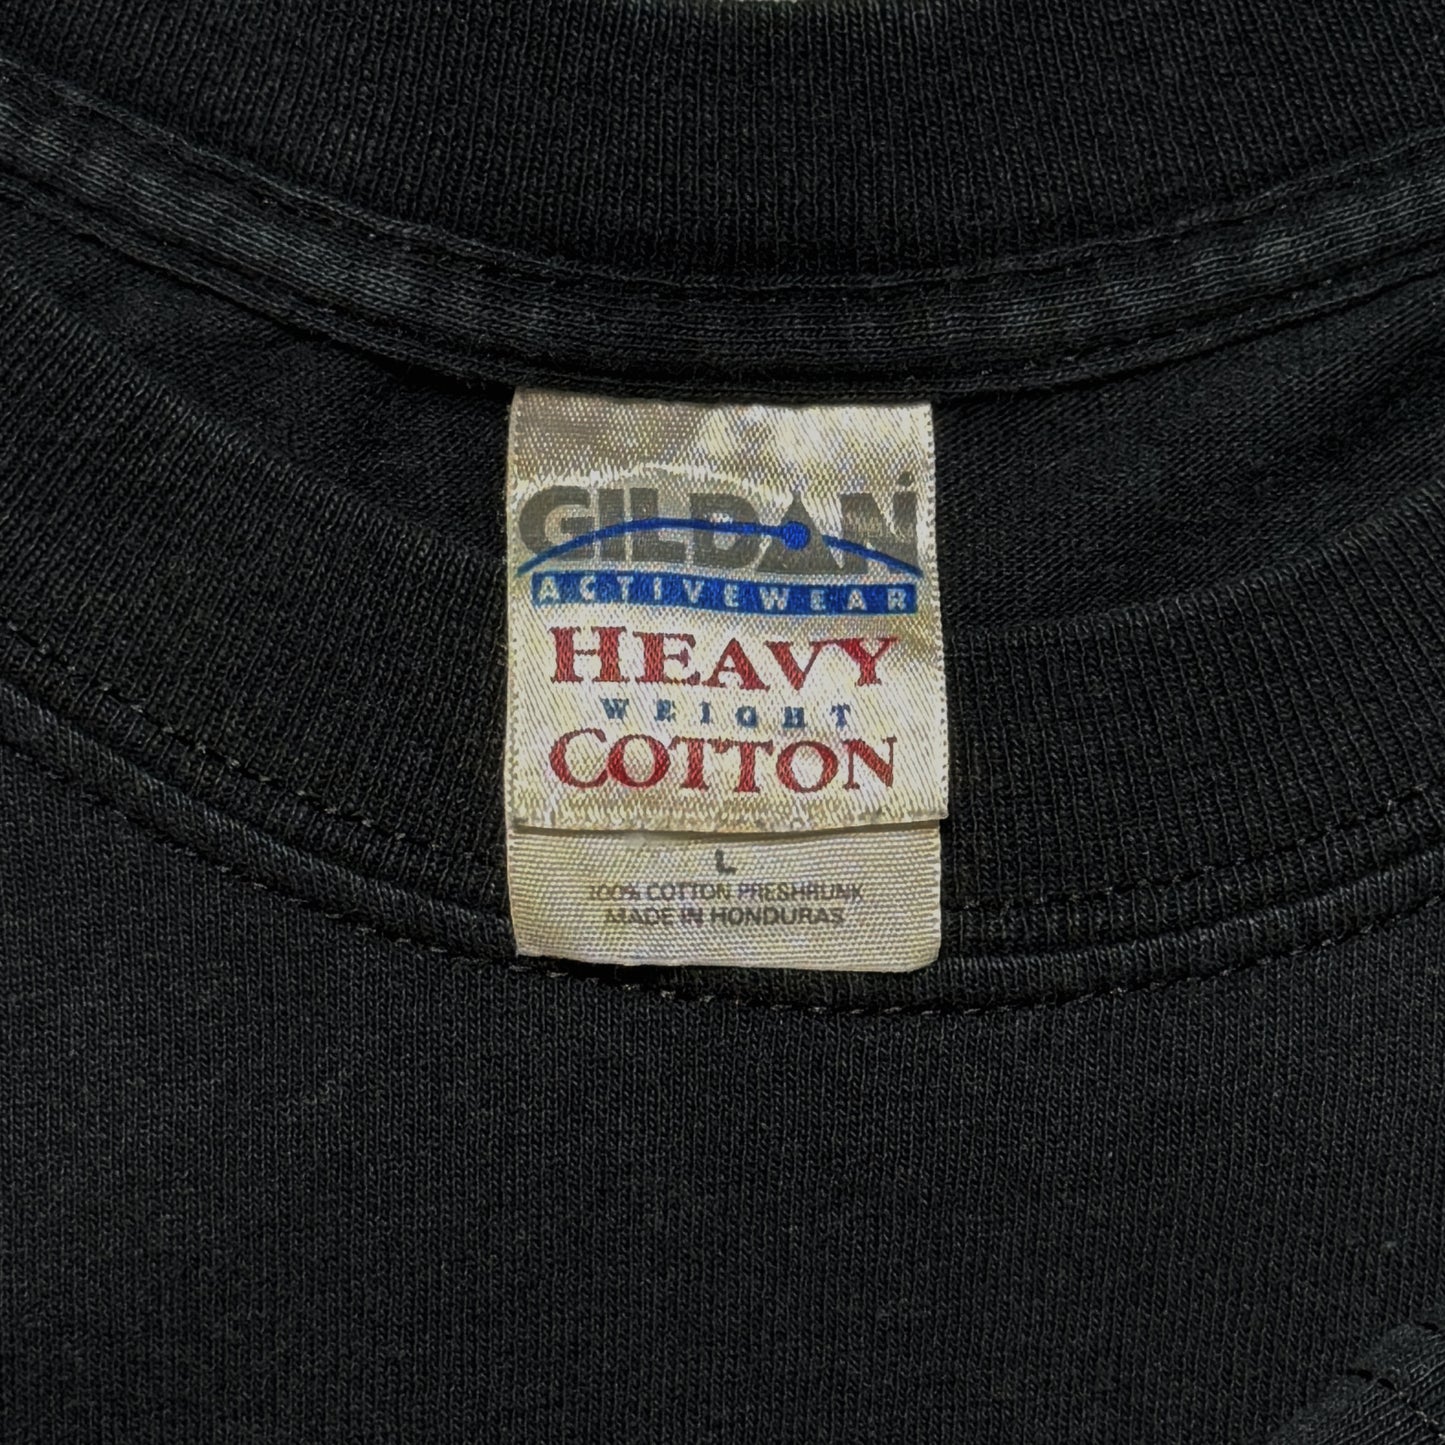 GILDAN
ACTIVEWEAR
HEAVY
WEIGHT
COTTON
L
100% COTTON PRESHRUNK
MADE IN HONDURAS